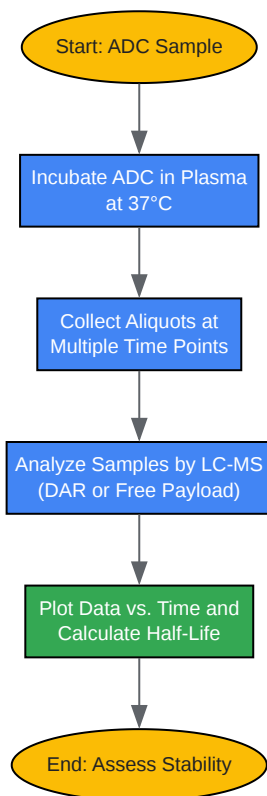 Start: ADC Sample
Incubate ADC in Plasma
at 37°C
Collect Aliquots at
Multiple Time Points
Analyze Samples by LC-MS
(DAR or Free Payload)
Plot Data vs. Time and
Calculate Half-Life
End: Assess Stability